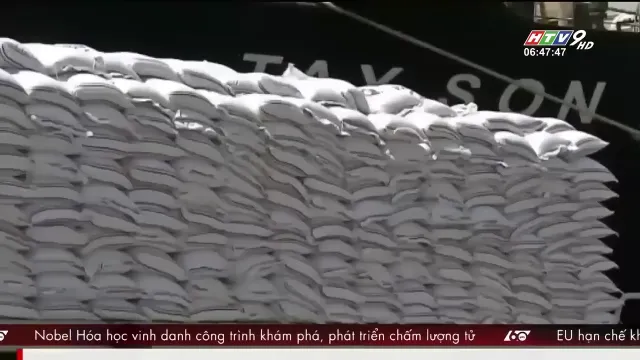 HTV9 HD
06:47:47
TAY SON
Nobel Hóa học vinh danh công trình khám phá, phát triển chấm lượng tử
EU hạn chế